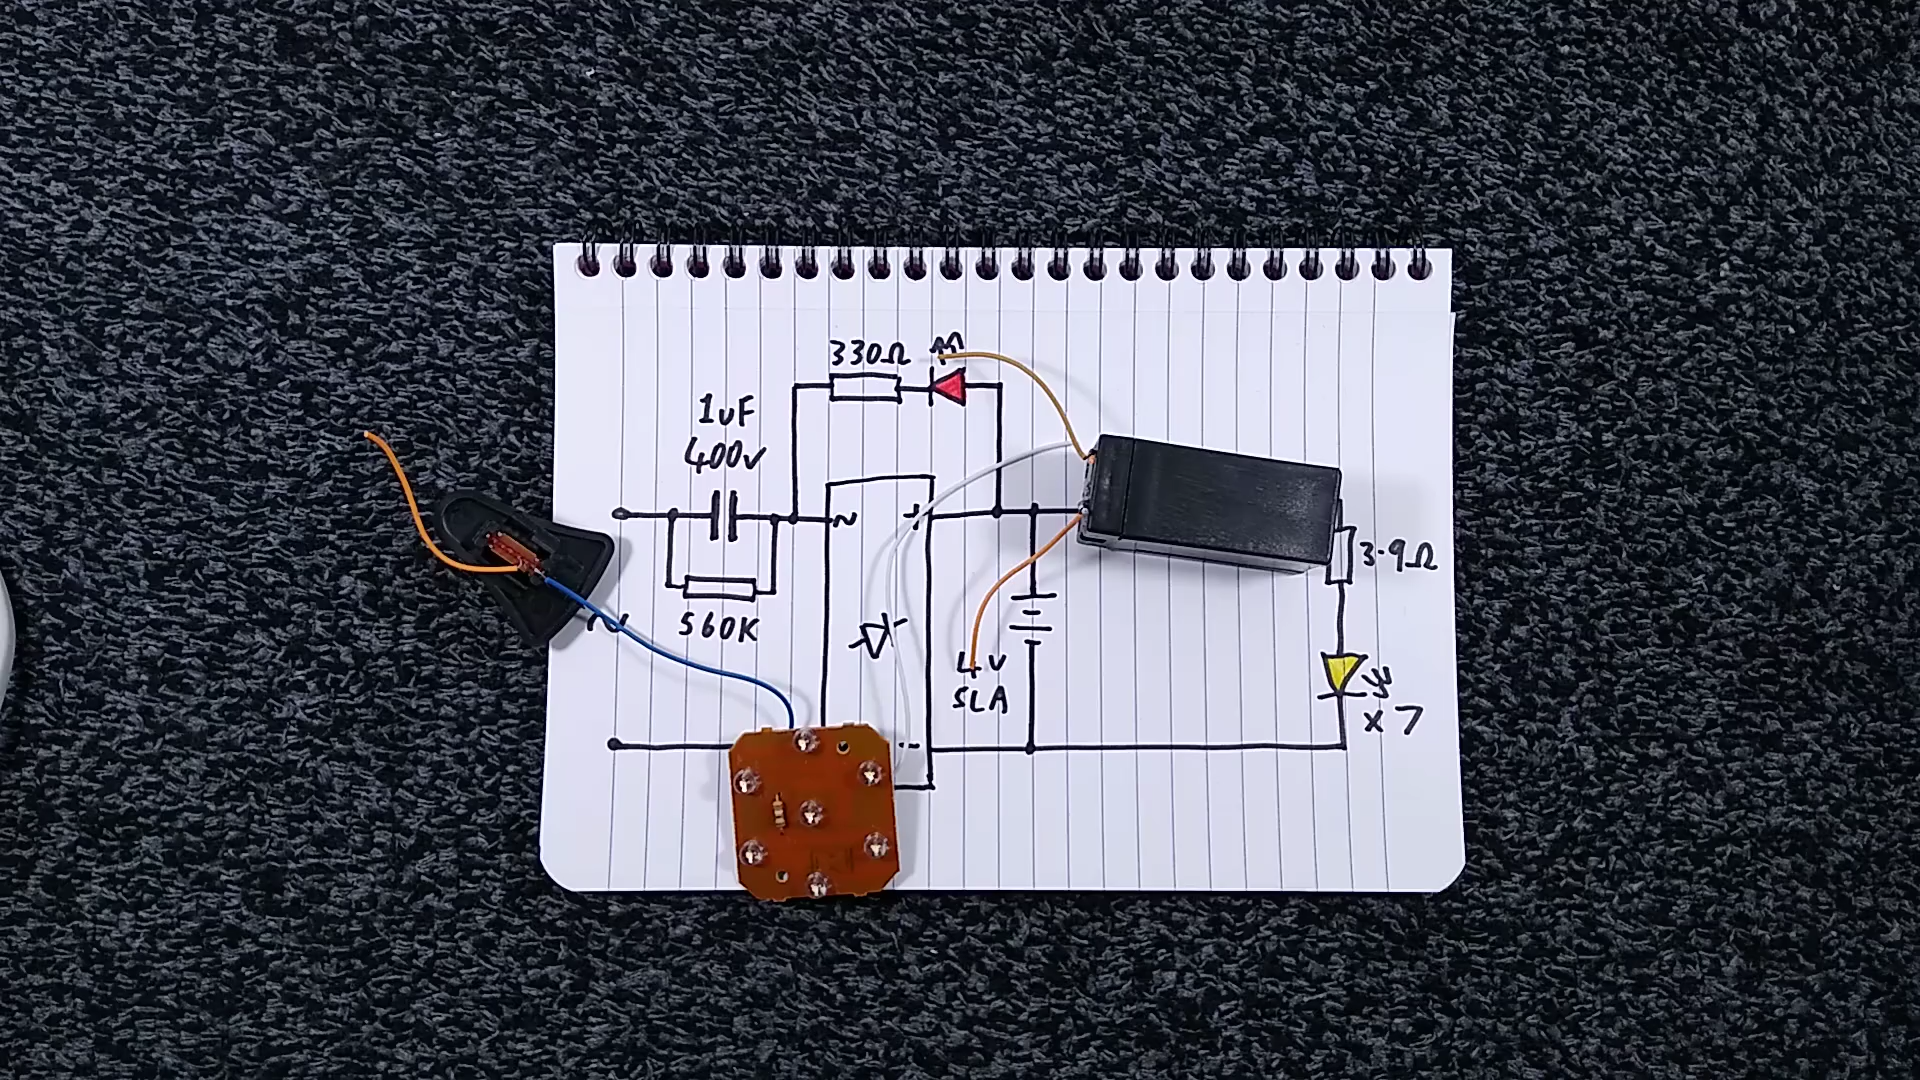 330Ω
1uF
400v
~ +
3.9Ω
560K
~
4v
SLA
x 7
-